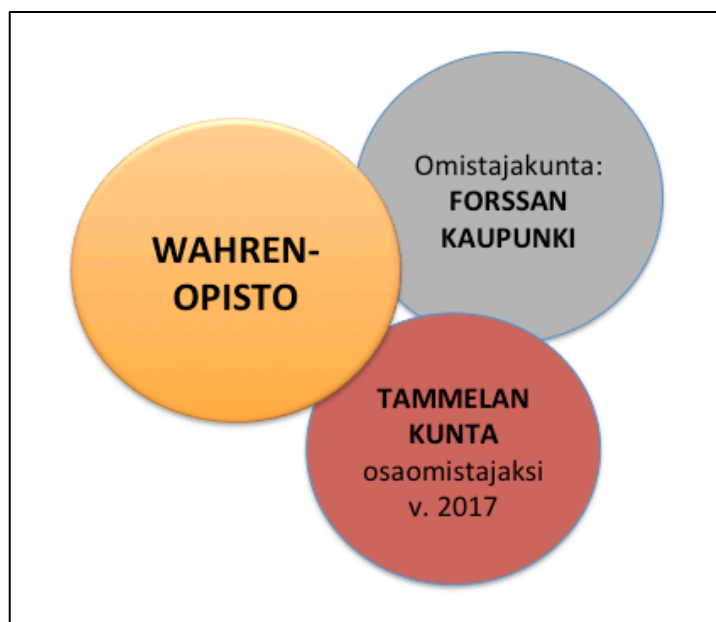 WAHREN-
OPISTO
Omistajakunta:
FORSSAN
KAUPUNKI
TAMMELAN
KUNTA
osaomistajaksi
v. 2017